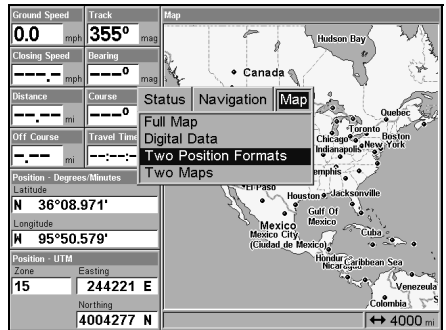 Ground Speed
0.0 mph
Track
355° mag
Closing Speed
---.- mph
Bearing
---° mag
Distance
--.-- mi
Course
---°
Off Course
-.-- mi
Travel Time
--:--:-
Position - Degrees/Minutes
Latitude
N 36°08.971'
Longitude
W 95°50.579'
Position - UTM
Zone
15
Easting
244221 E
Northing
4004277 N
Map
Status Navigation Map
Full Map
Digital Data
Two Position Formats
Two Maps
Hudson Bay
Canada
Quebec
Toronto
Chicago
Boston
New York
Indianapolis
emphis
El Paso
Houston
Jacksonville
Gulf Of
Mexico
Mexico
Mexico City
(Ciudad de Mexico)
Cuba
Hondur
Nicarag
Caribbean Sea
Venezuela
Colombia
↔ 4000 mi